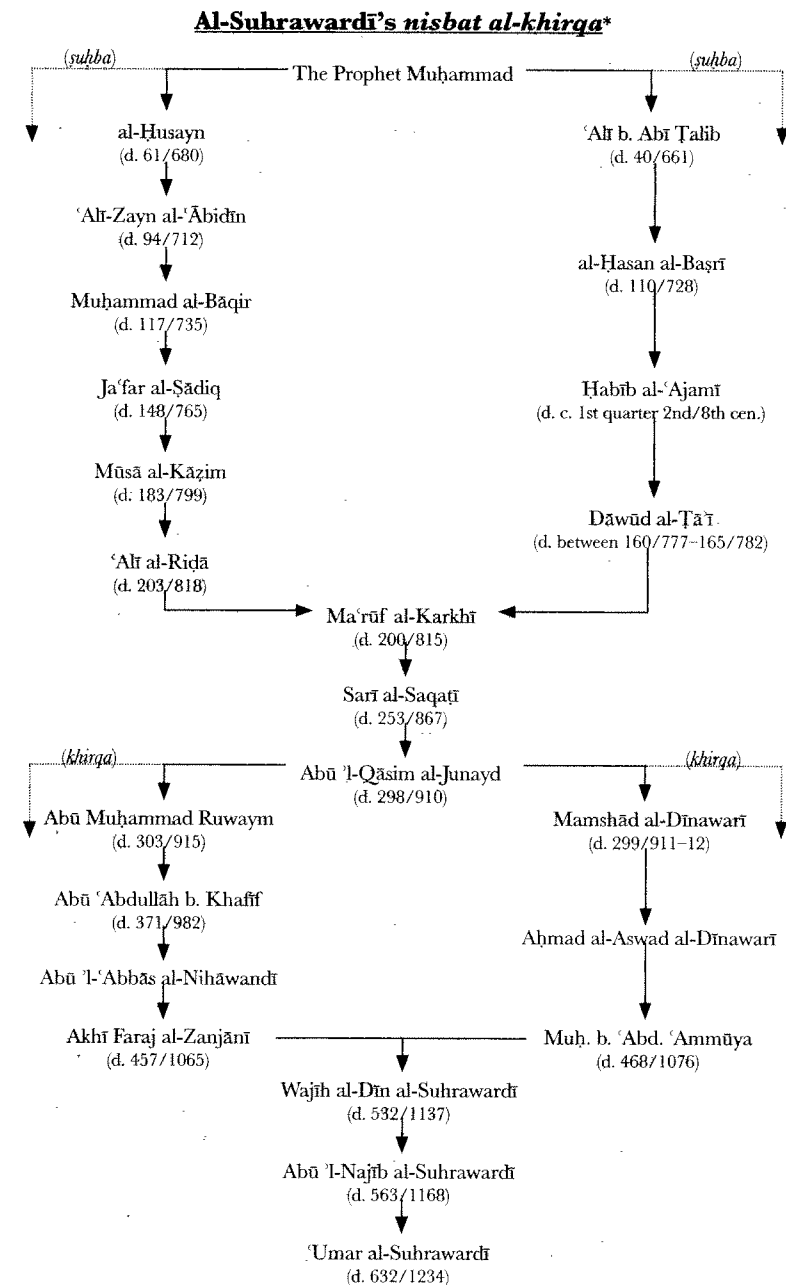 Al-Suhrawardī's nisbat al-khirqa*
(ṣuḥba)
The Prophet Muḥammad
(ṣuḥba)
al-Ḥusayn
(d. 61/680)
ʿAlī-Zayn al-ʿĀbidīn
(d. 94/712)
Muḥammad al-Bāqir
(d. 117/735)
Jaʿfar al-Ṣādiq
(d. 148/765)
Mūsā al-Kāẓim
(d. 183/799)
ʿAlī al-Riḍā
(d. 203/818)
ʿAlī b. Abī Ṭalib
(d. 40/661)
al-Ḥasan al-Baṣrī
(d. 110/728)
Ḥabīb al-ʿAjamī
(d. c. 1st quarter 2nd/8th cen.)
Dāwūd al-Ṭāʾī
(d. between 160/777–165/782)
Maʿrūf al-Karkhī
(d. 200/815)
Sarī al-Saqaṭī
(d. 253/867)
(khirqa)
Abū ʾl-Qāsim al-Junayd
(d. 298/910)
(khirqa)
Abū Muḥammad Ruwaym
(d. 303/915)
Abū ʿAbdullāh b. Khafīf
(d. 371/982)
Abū ʾl-ʿAbbās al-Nihāwandī
Akhī Faraj al-Zanjānī
(d. 457/1065)
Mamshād al-Dīnawarī
(d. 299/911–12)
Aḥmad al-Aswad al-Dīnawarī
Muḥ. b. ʿAbd. ʿAmmūya
(d. 468/1076)
Wajīh al-Dīn al-Suhrawardī
(d. 532/1137)
Abū ʾl-Najīb al-Suhrawardī
(d. 563/1168)
ʿUmar al-Suhrawardī
(d. 632/1234)